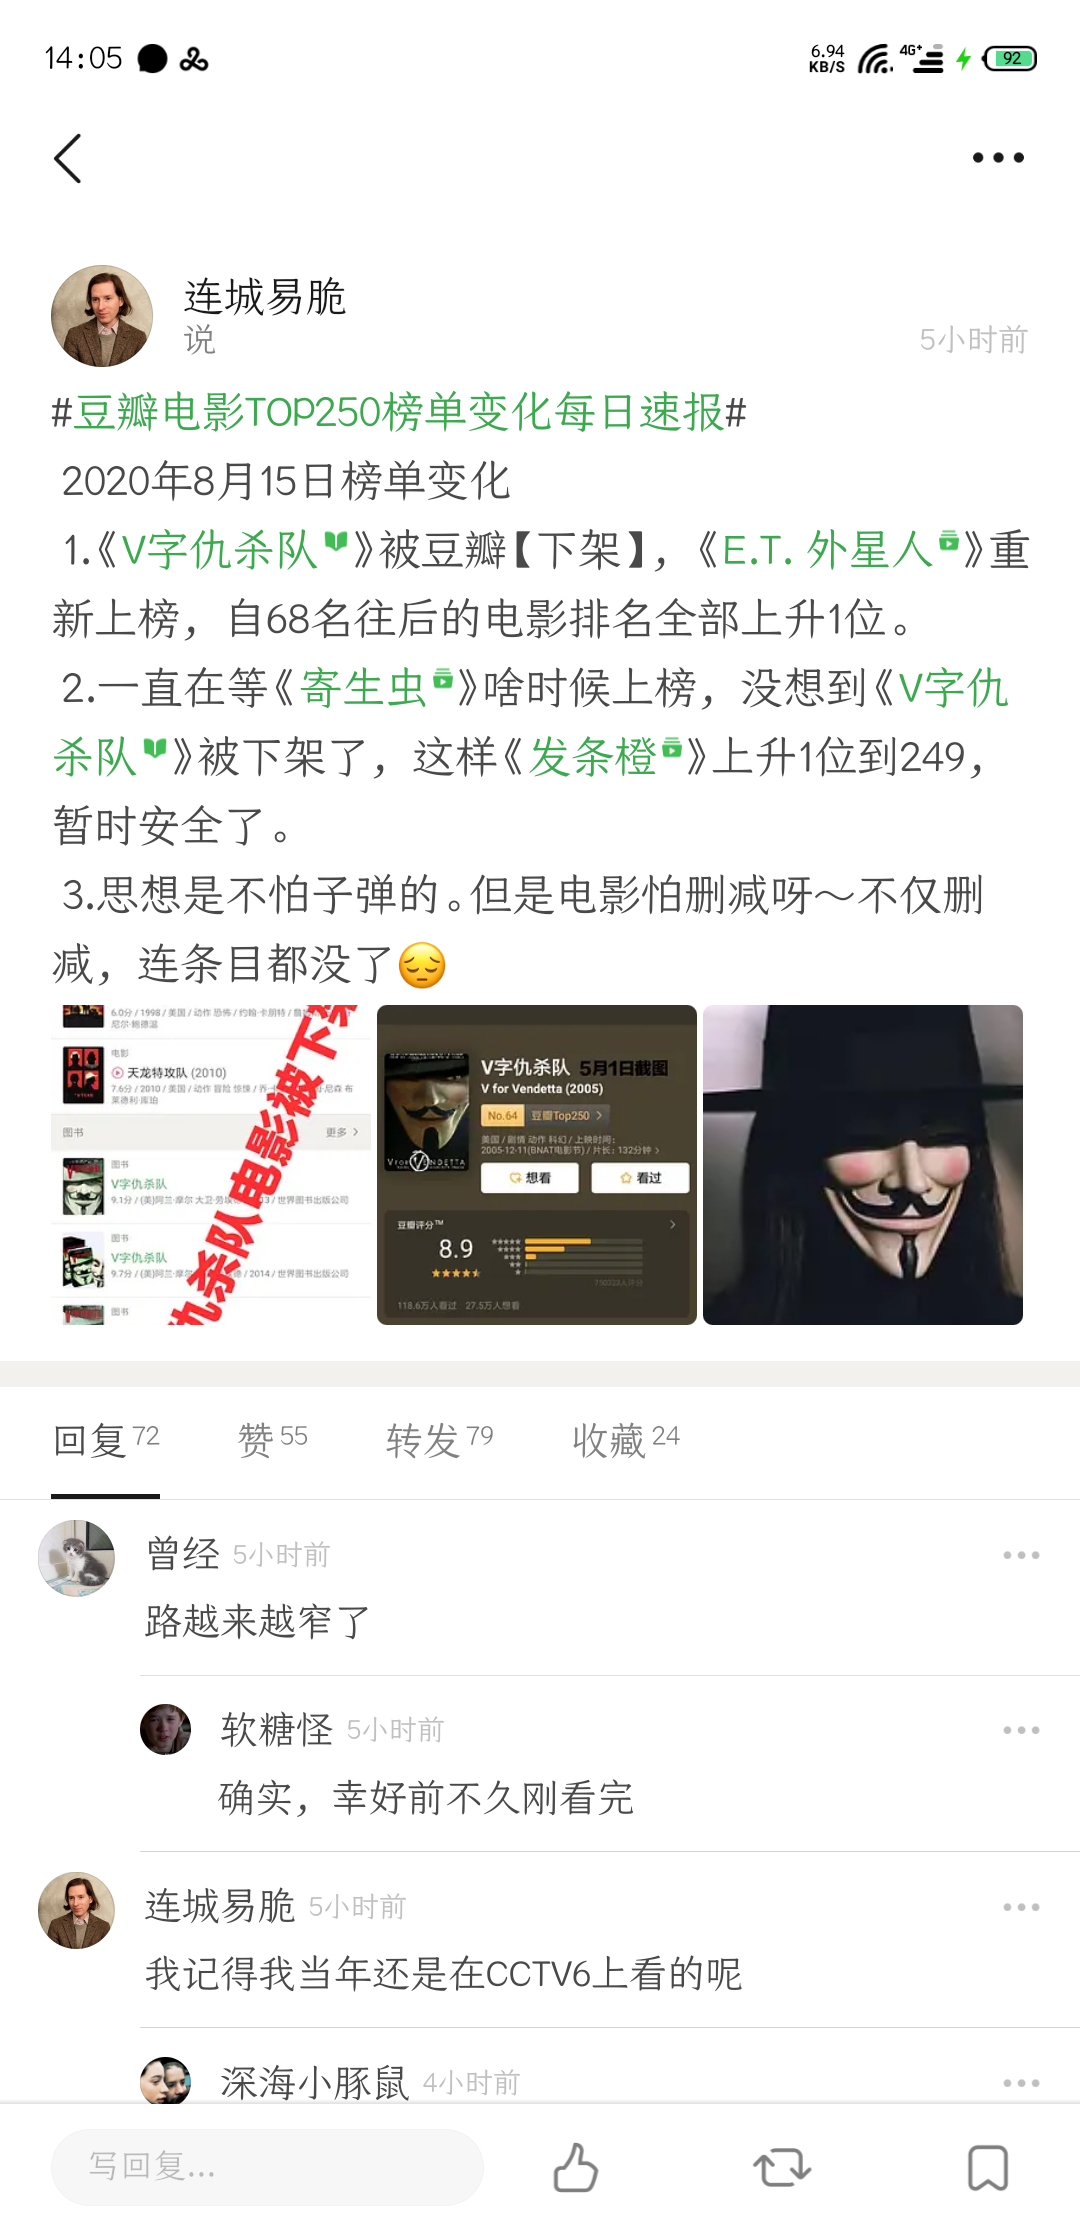 14:05
6.94
KB/S
4G+
92
连城易脆
说
5小时前
#豆瓣电影TOP250榜单变化每日速报#
2020年8月15日榜单变化
1.《V字仇杀队》被豆瓣【下架】，《E.T. 外星人》重
新上榜，自68名往后的电影排名全部上升1位。
2.一直在等《寄生虫》啥时候上榜，没想到《V字仇
杀队》被下架了，这样《发条橙》上升1位到249，
暂时安全了。
3.思想是不怕子弹的。但是电影怕删减呀～不仅删
减，连条目都没了😔
6.0分 / 1998 / 美国 / 动作 恐怖 / 约翰·卡朋特 /
尼尔·鲍德温
电影
天龙特攻队 (2010)
7.6分 / 2010 / 美国 / 动作 冒险 惊悚 /
图书
更多 >
图书
V字仇杀队
9.1分 / (美)阿兰·摩尔 大卫·劳埃 / 世界图书出版公司
图书
V字仇杀队
9.7分 / (美)阿兰·摩尔 / 2014 / 世界图书出版公司
图书
仇杀队电影被下架
V字仇杀队 5月1日截图
V for Vendetta (2005)
No.64 豆瓣Top250 >
美国 / 剧情 动作 科幻 / 上映时间：
2005-12-11(BNAT电影节) / 片长：132分钟 >
V FOR VENDETTA
想看
看过
豆瓣评分™
>
8.9
118.6万人看过 27.5万人想看
回复 72
赞 55
转发 79
收藏 24
曾经 5小时前
路越来越窄了
软糖怪 5小时前
确实，幸好前不久刚看完
连城易脆 5小时前
我记得我当年还是在CCTV6上看的呢
深海小豚鼠 4小时前
写回复...